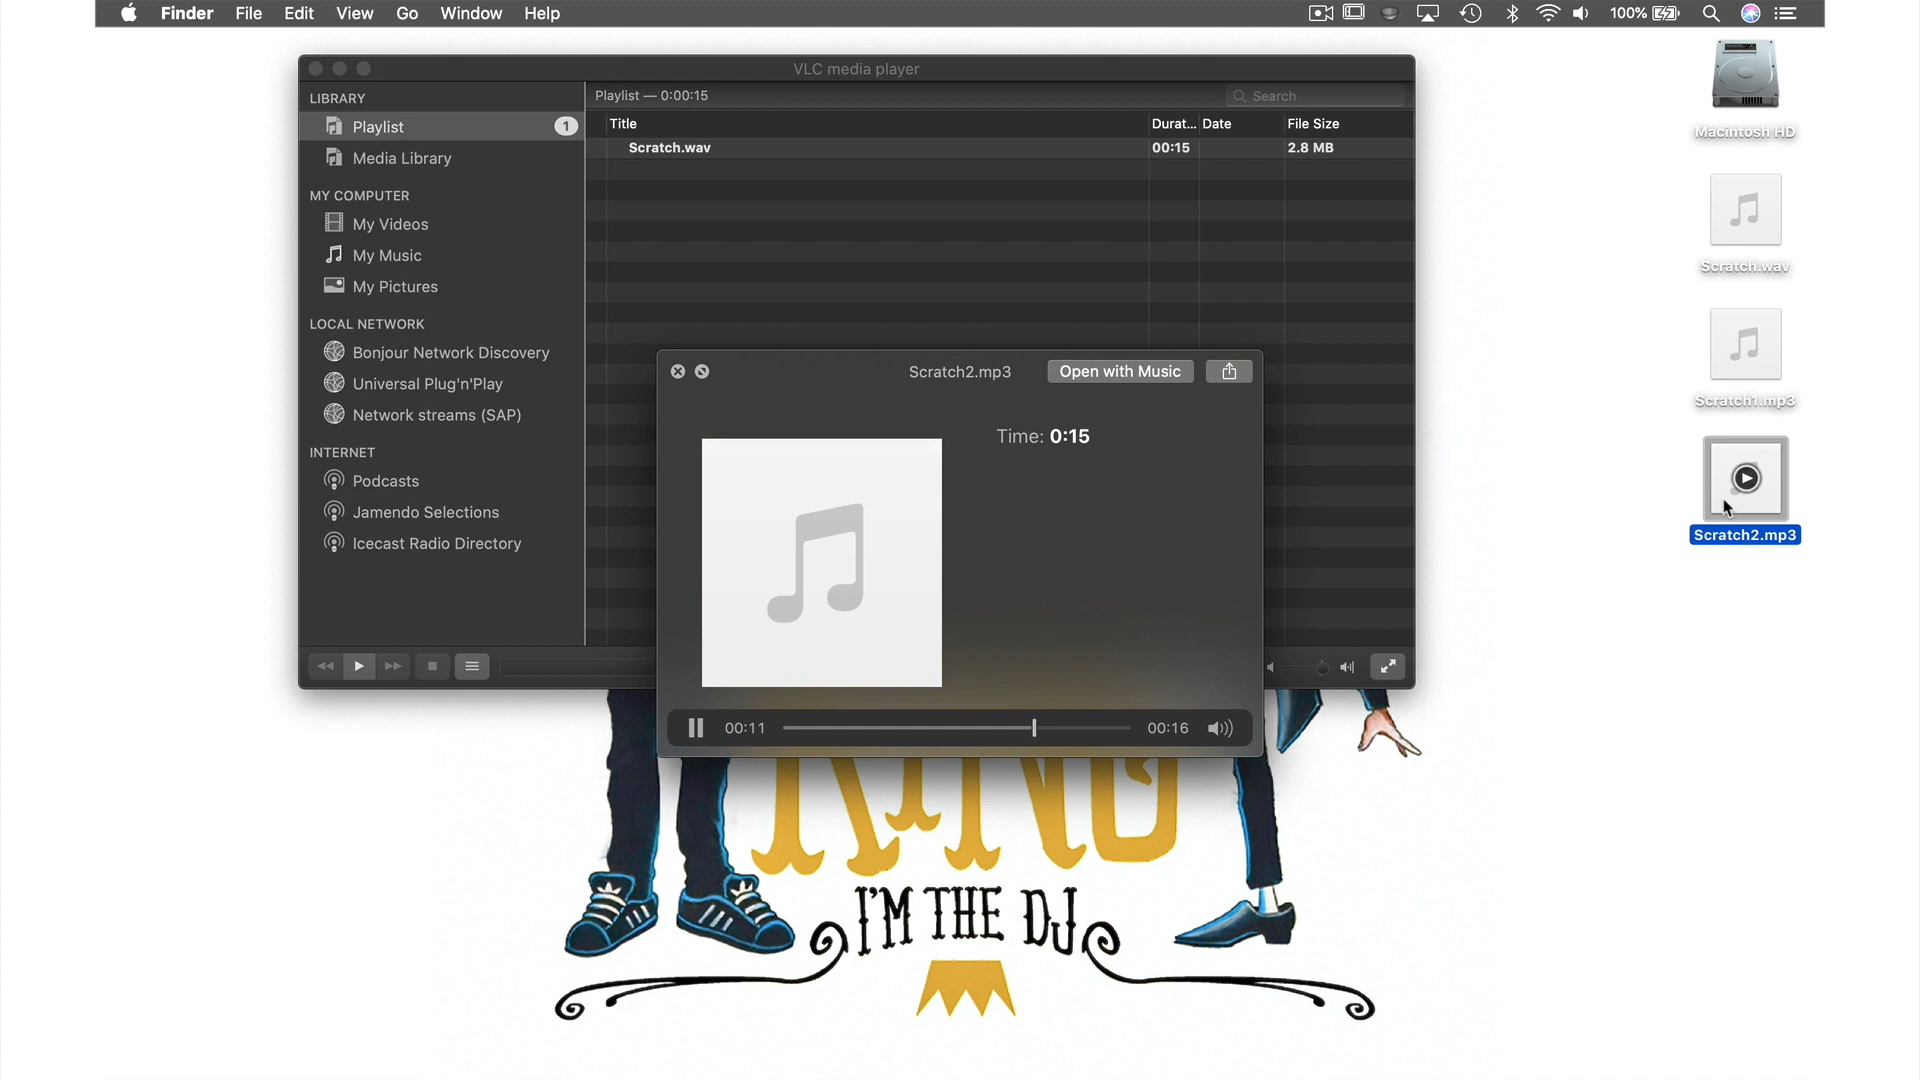 Finder File Edit View Go Window Help 100%
VLC media player
LIBRARY
Playlist 1
Media Library
MY COMPUTER
My Videos
My Music
My Pictures
LOCAL NETWORK
Bonjour Network Discovery
Universal Plug'n'Play
Network streams (SAP)
INTERNET
Podcasts
Jamendo Selections
Icecast Radio Directory
Playlist — 0:00:15
Search
Title Durat... Date File Size
Scratch.wav 00:15 2.8 MB
Scratch2.mp3 Open with Music
Time: 0:15
00:11 00:16
Macintosh HD
Scratch.wav
Scratch1.mp3
Scratch2.mp3
KING
I'M THE DJ